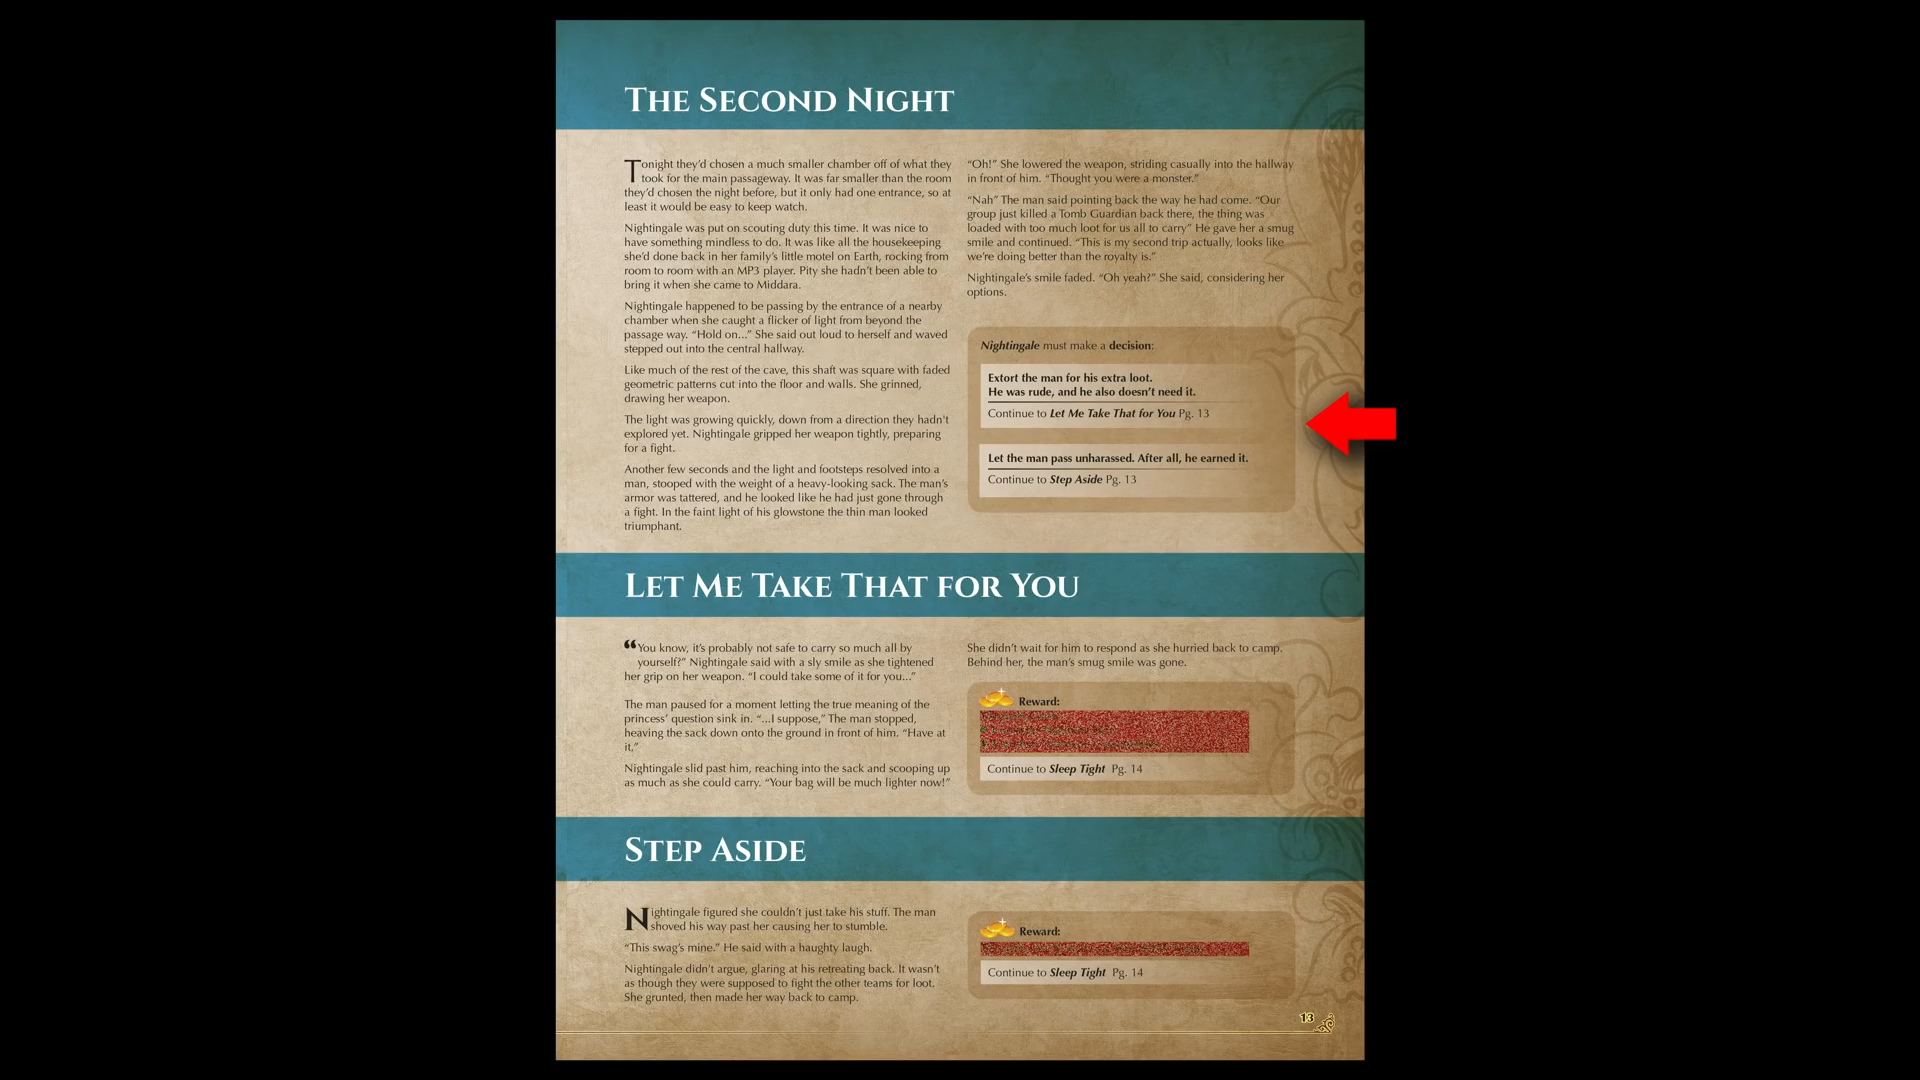 The Second Night
Tonight they'd chosen a much smaller chamber off of what they
took for the main passageway. It was far smaller than the room
they'd chosen the night before, but it only had one entrance, so at
least it would be easy to keep watch.
Nightingale was put on scouting duty this time. It was nice to
have something mindless to do. It was like all the housekeeping
she'd done back in her family's little motel on Earth, rocking from
room to room with an MP3 player. Pity she hadn't been able to
bring it when she came to Middara.
Nightingale happened to be passing by the entrance of a nearby
chamber when she caught a flicker of light from beyond the
passage way. “Hold on...” She said out loud to herself and waved
stepped out into the central hallway.
Like much of the rest of the cave, this shaft was square with faded
geometric patterns cut into the floor and walls. She grinned,
drawing her weapon.
The light was growing quickly, down from a direction they hadn't
explored yet. Nightingale gripped her weapon tightly, preparing
for a fight.
Another few seconds and the light and footsteps resolved into a
man, stooped with the weight of a heavy-looking sack. The man's
armor was tattered, and he looked like he had just gone through
a fight. In the faint light of his glowstone the thin man looked
triumphant.
“Oh!” She lowered the weapon, striding casually into the hallway
in front of him. “Thought you were a monster.”
“Nah” The man said pointing back the way he had come. “Our
group just killed a Tomb Guardian back there, the thing was
loaded with too much loot for us all to carry” He gave her a smug
smile and continued. “This is my second trip actually, looks like
we're doing better than the royalty is.”
Nightingale's smile faded. “Oh yeah?” She said, considering her
options.
Nightingale must make a decision:
Extort the man for his extra loot.
He was rude, and he also doesn't need it.
Continue to Let Me Take That for You Pg. 13
Let the man pass unharassed. After all, he earned it.
Continue to Step Aside Pg. 13
Let Me Take That for You
“You know, it's probably not safe to carry so much all by
yourself?” Nightingale said with a sly smile as she tightened
her grip on her weapon. “I could take some of it for you...”
The man paused for a moment letting the true meaning of the
princess' question sink in. “...I suppose,” The man stopped,
heaving the sack down onto the ground in front of him. “Have at
it,”
Nightingale slid past him, reaching into the sack and scooping up
as much as she could carry. “Your bag will be much lighter now!”
She didn't wait for him to respond as she hurried back to camp.
Behind her, the man's smug smile was gone.
Reward:
Continue to Sleep Tight Pg. 14
Step Aside
Nightingale figured she couldn't just take his stuff. The man
shoved his way past her causing her to stumble.
“This swag's mine.” He said with a haughty laugh.
Nightingale didn't argue, glaring at his retreating back. It wasn't
as though they were supposed to fight the other teams for loot.
She grunted, then made her way back to camp.
Reward:
Continue to Sleep Tight Pg. 14
13